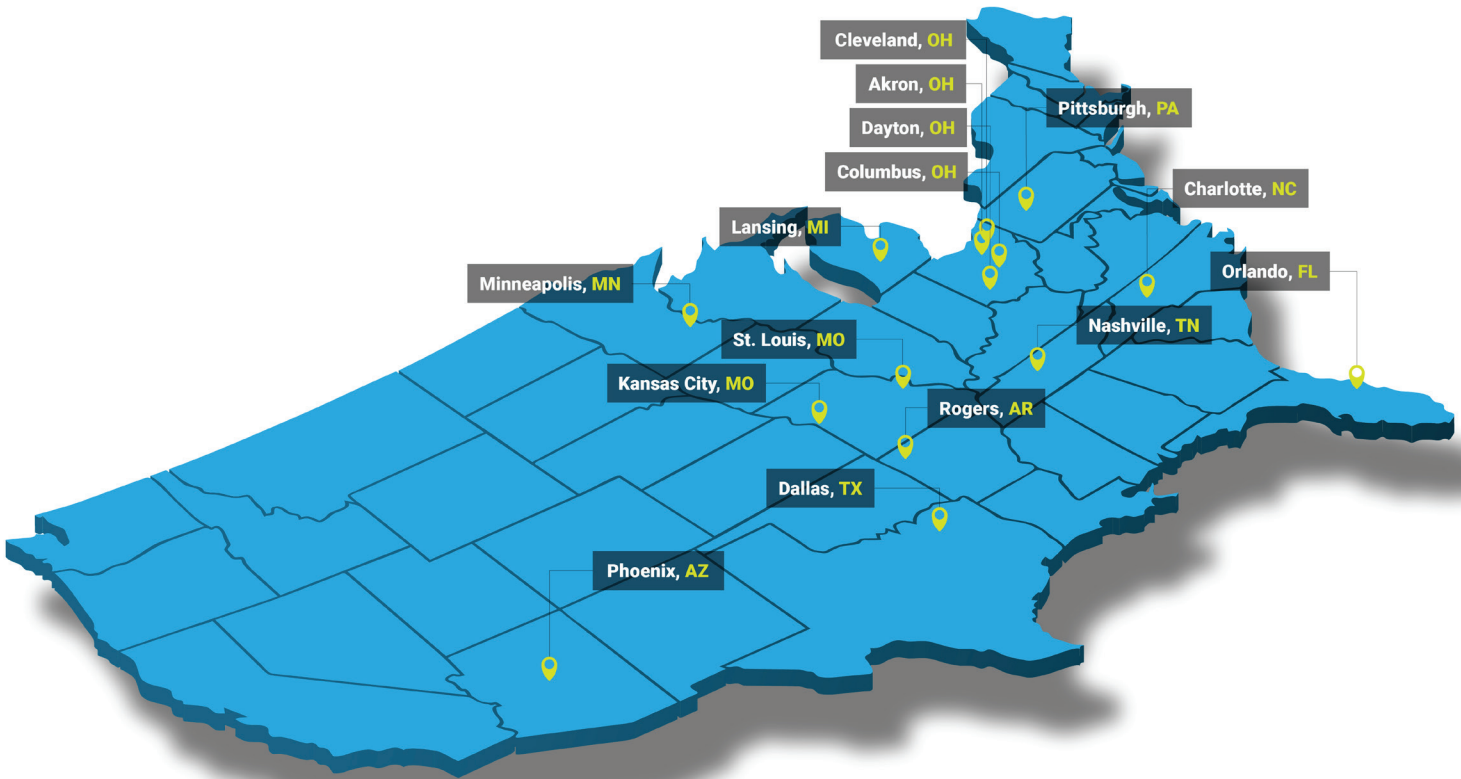 Cleveland, OH
Akron, OH
Pittsburgh, PA
Dayton, OH
Columbus, OH
Charlotte, NC
Lansing, MI
Orlando, FL
Minneapolis, MN
Nashville, TN
St. Louis, MO
Kansas City, MO
Rogers, AR
Dallas, TX
Phoenix, AZ